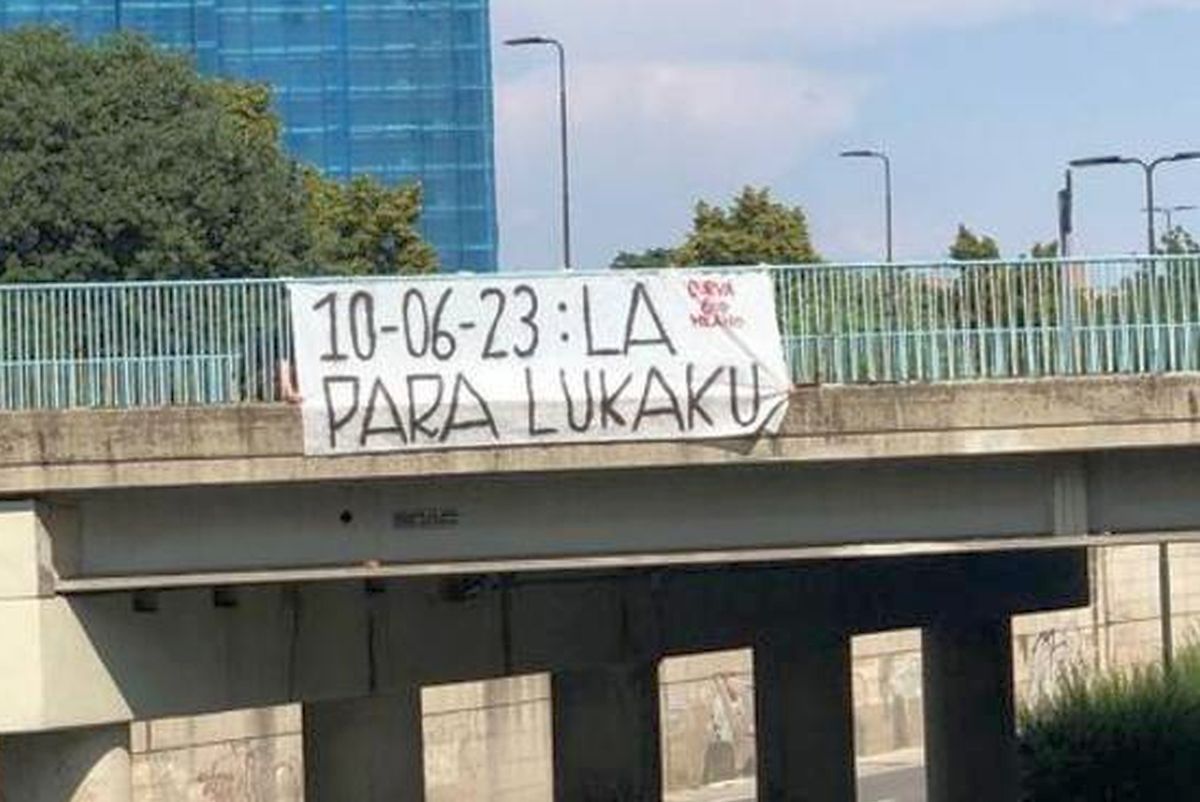 10-06-23 : LA
PARA LUKAKU
CURVA
SUD
MILANO